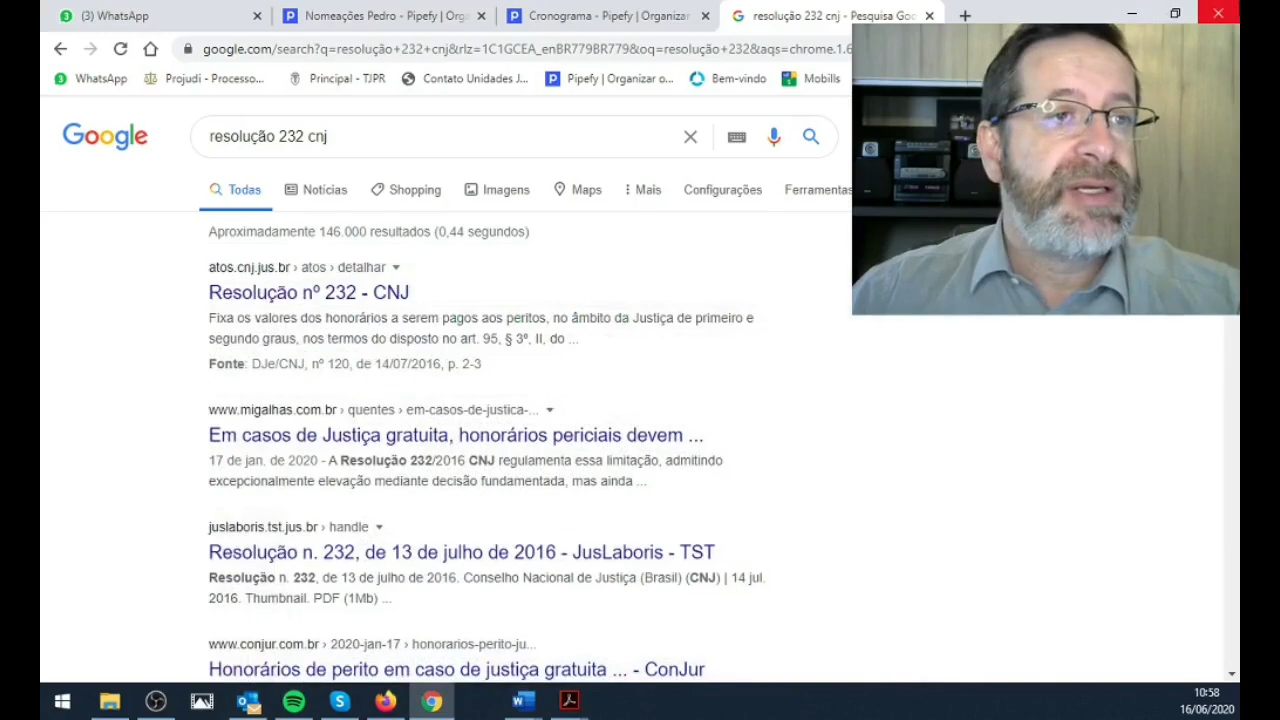 (3) WhatsApp
Nomeações Pedro - Pipefy | Orga
Cronograma - Pipefy | Organizar
resolução 232 cnj - Pesquisa Goo
google.com/search?q=resolução+232+cnj&rlz=1C1GCEA_enBR779BR779&oq=resolução+232&aqs=chrome.1.6
WhatsApp
Projudi - Processo...
Principal - TJPR
Contato Unidades J...
Pipefy | Organizar o...
Bem-vindo
Mobills
Google
resolução 232 cnj
Todas
Notícias
Shopping
Imagens
Maps
Mais
Configurações
Ferramentas
Aproximadamente 146.000 resultados (0,44 segundos)
atos.cnj.jus.br › atos › detalhar
Resolução nº 232 - CNJ
Fixa os valores dos honorários a serem pagos aos peritos, no âmbito da Justiça de primeiro e
segundo graus, nos termos do disposto no art. 95, § 3º, II, do ...
Fonte: DJe/CNJ, nº 120, de 14/07/2016, p. 2-3
www.migalhas.com.br › quentes › em-casos-de-justica-...
Em casos de Justiça gratuita, honorários periciais devem ...
17 de jan. de 2020 - A Resolução 232/2016 CNJ regulamenta essa limitação, admitindo
excepcionalmente elevação mediante decisão fundamentada, mas ainda ...
juslaboris.tst.jus.br › handle
Resolução n. 232, de 13 de julho de 2016 - JusLaboris - TST
Resolução n. 232, de 13 de julho de 2016. Conselho Nacional de Justiça (Brasil) (CNJ) | 14 jul.
2016. Thumbnail. PDF (1Mb) ...
www.conjur.com.br › 2020-jan-17 › honorarios-perito-ju...
Honorários de perito em caso de justiça gratuita ... - ConJur
10:58
16/06/2020